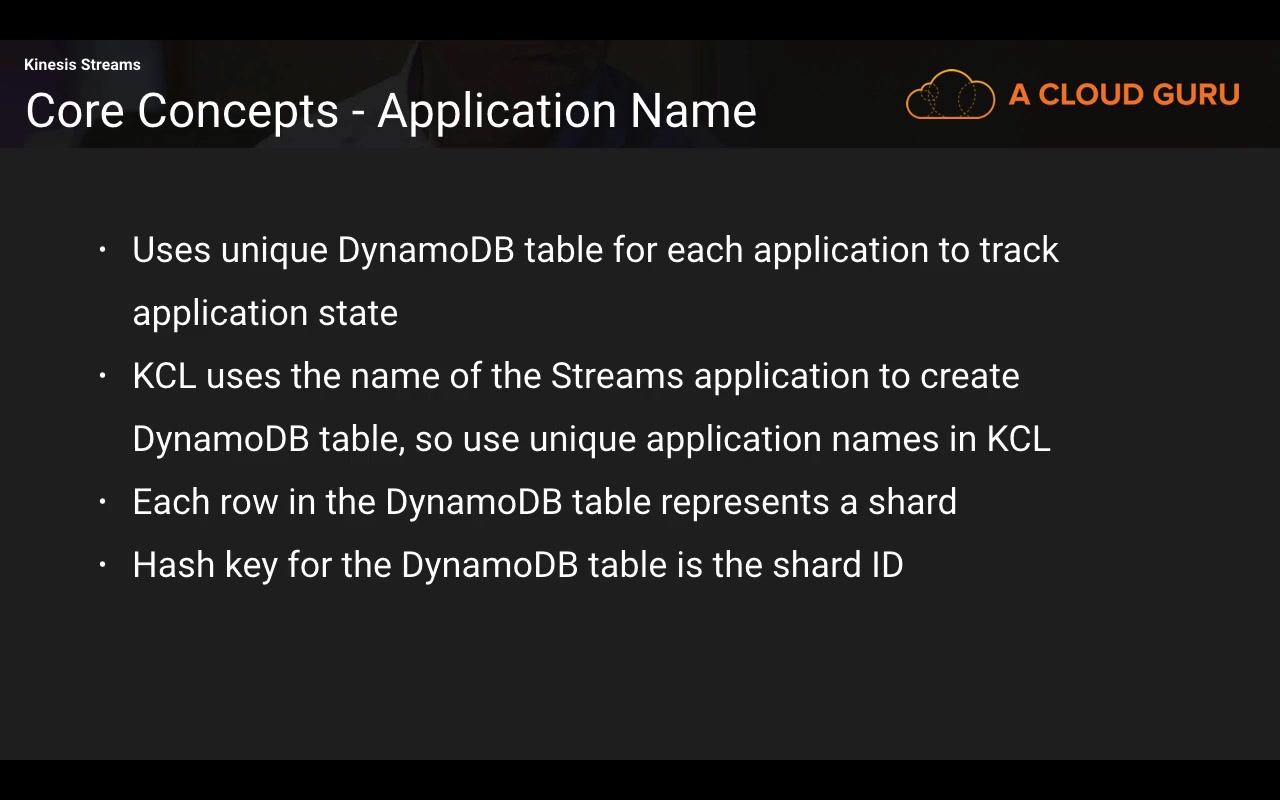 Kinesis Streams
Core Concepts - Application Name
A CLOUD GURU
· Uses unique DynamoDB table for each application to track
application state
· KCL uses the name of the Streams application to create
DynamoDB table, so use unique application names in KCL
· Each row in the DynamoDB table represents a shard
· Hash key for the DynamoDB table is the shard ID